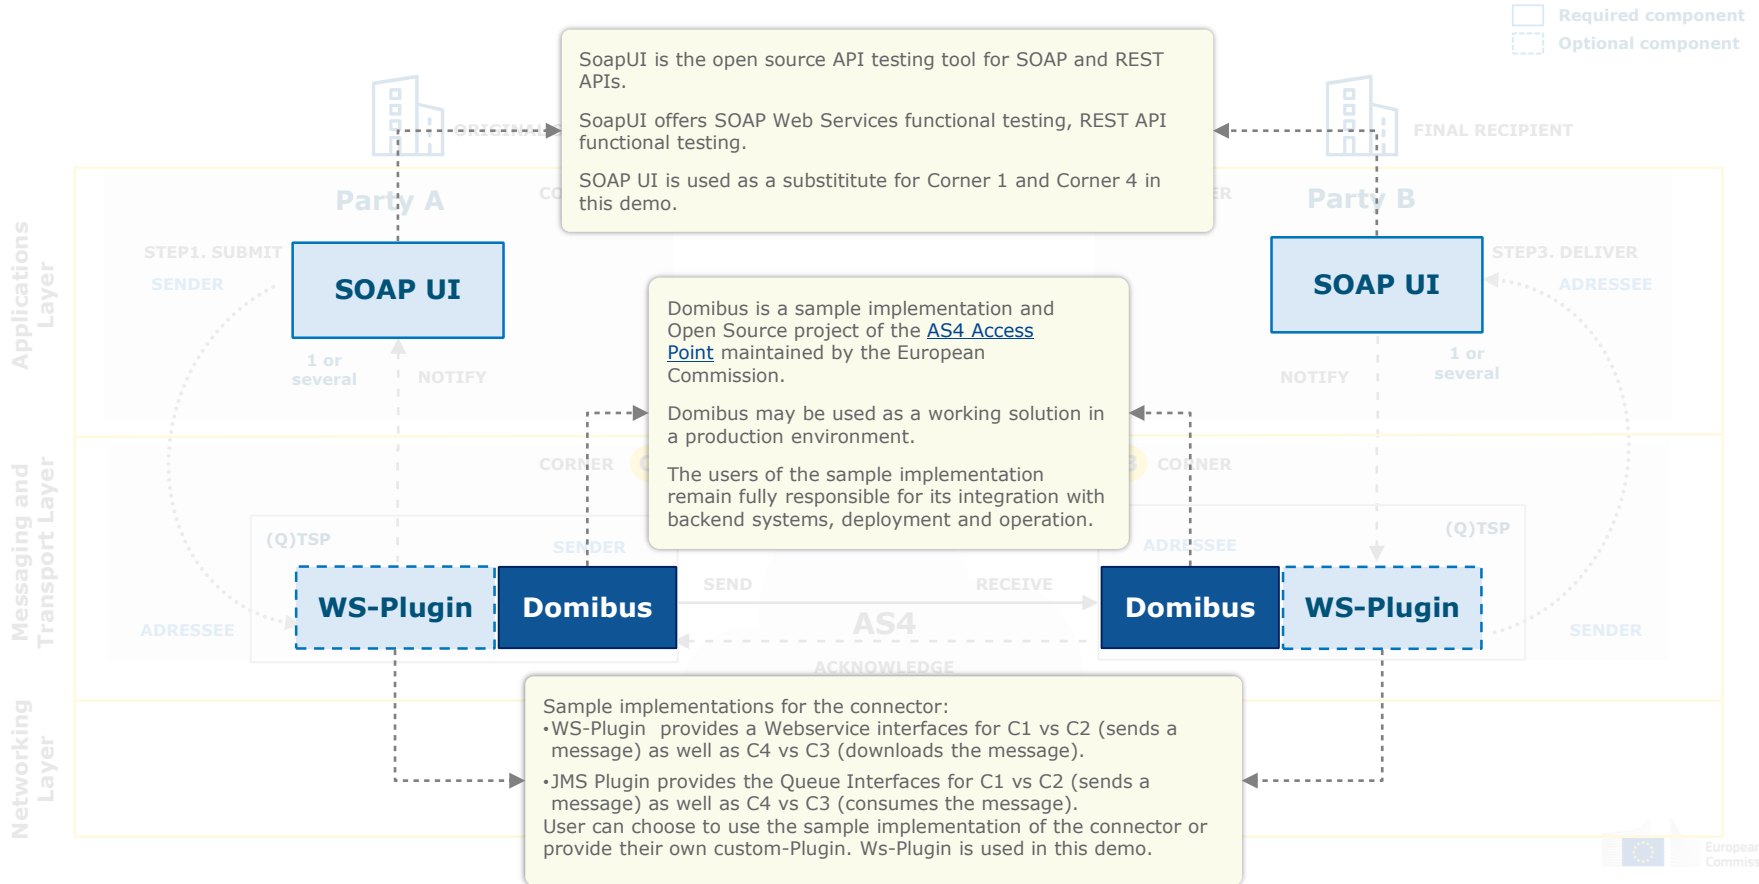 Required component
Optional component
SoapUI is the open source API testing tool for SOAP and REST
APIs.
SoapUI offers SOAP Web Services functional testing, REST API
functional testing.
SOAP UI is used as a substititute for Corner 1 and Corner 4 in
this demo.
FINAL RECIPIENT
Party A
Party B
Applications
Layer
STEP1. SUBMIT
SENDER
SOAP UI
STEP3. DELIVER
ADRESSEE
SOAP UI
1 or
several
NOTIFY
1 or
several
NOTIFY
Domibus is a sample implementation and
Open Source project of the AS4 Access
Point maintained by the European
Commission.
Domibus may be used as a working solution in
a production environment.
The users of the sample implementation
remain fully responsible for its integration with
backend systems, deployment and operation.
Messaging and
Transport Layer
CORNER
CORNER
(Q)TSP
SENDER
ADRESSEE
(Q)TSP
WS-Plugin
Domibus
SEND
RECEIVE
AS4
ACKNOWLEDGE
Domibus
WS-Plugin
ADRESSEE
SENDER
Networking
Layer
Sample implementations for the connector:
•WS-Plugin provides a Webservice interfaces for C1 vs C2 (sends a
message) as well as C4 vs C3 (downloads the message).
•JMS Plugin provides the Queue Interfaces for C1 vs C2 (sends a
message) as well as C4 vs C3 (consumes the message).
User can choose to use the sample implementation of the connector or
provide their own custom-Plugin. Ws-Plugin is used in this demo.
European